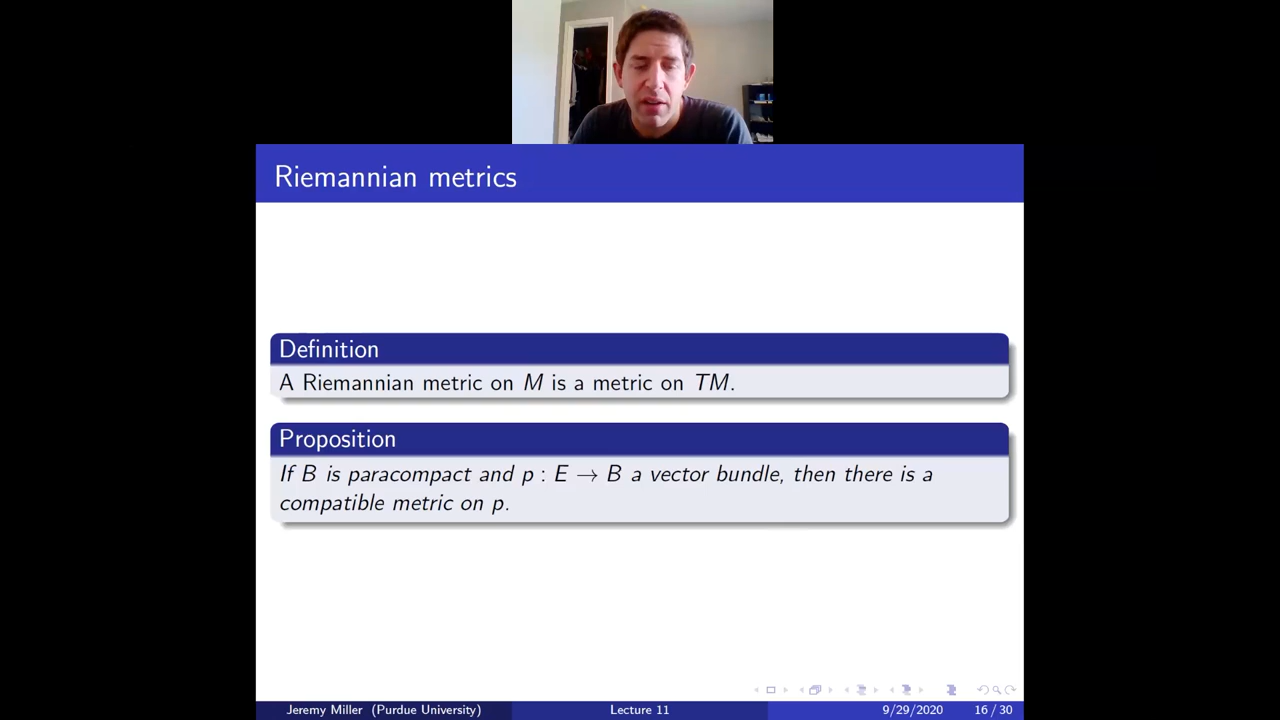 Riemannian metrics
Definition
A Riemannian metric on M is a metric on TM.
Proposition
If B is paracompact and p : E → B a vector bundle, then there is a
compatible metric on p.
Jeremy Miller (Purdue University)
Lecture 11
9/29/2020
16 / 30